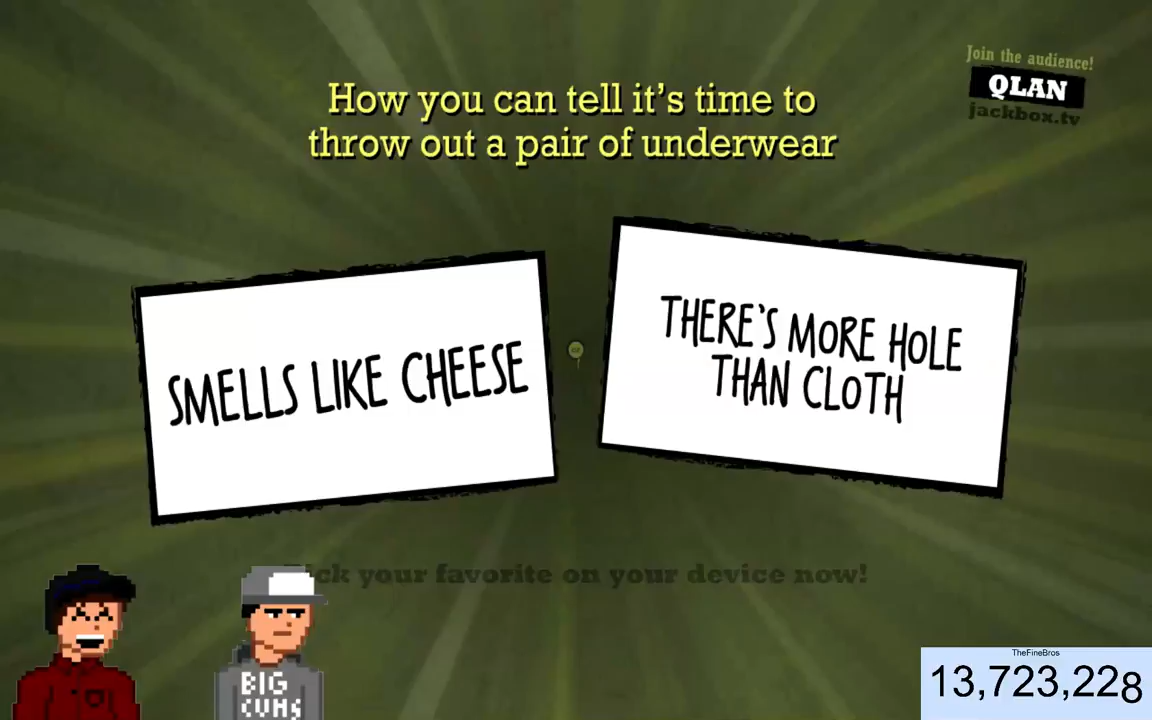 Join the audience!
QLAN
jackbox.tv
How you can tell it's time to
throw out a pair of underwear
SMELLS LIKE CHEESE
THERE'S MORE HOLE
THAN CLOTH
your favorite on your device now!
BIG
TheFineBros
13,723,228